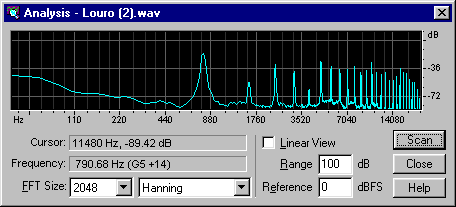 Analysis - Louro (2).wav
dB
-36
-72
Hz 110 220 440 880 1760 3520 7040 14080
Cursor: 11480 Hz, -89.42 dB
Linear View
Scan
Frequency: 790.68 Hz (G5 +14)
Range 100 dB
Close
FFT Size: 2048 Hanning
Reference 0 dBFS
Help